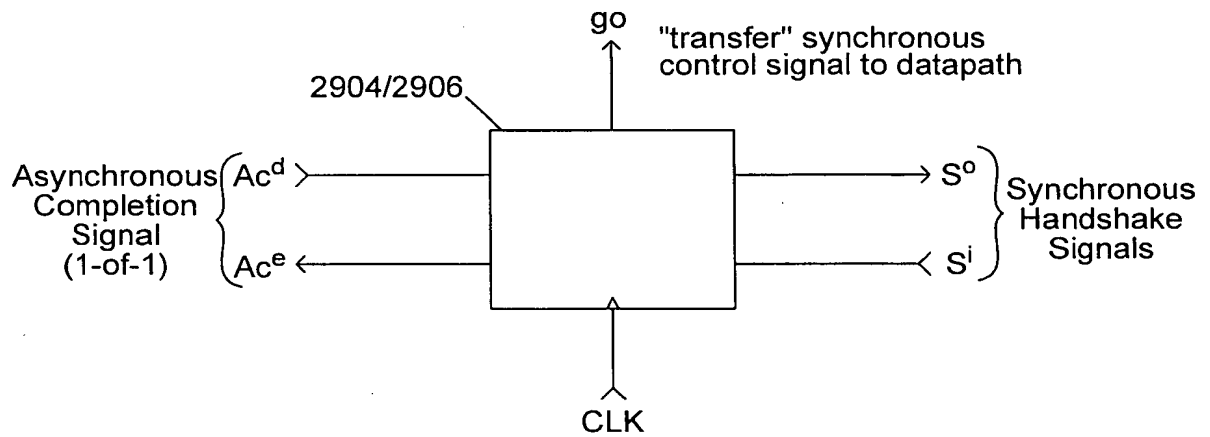 go
"transfer" synchronous
control signal to datapath
2904/2906
Asynchronous
Completion
Signal
(1-of-1)
Ac^d
Ac^e
S^o
S^i
Synchronous
Handshake
Signals
CLK